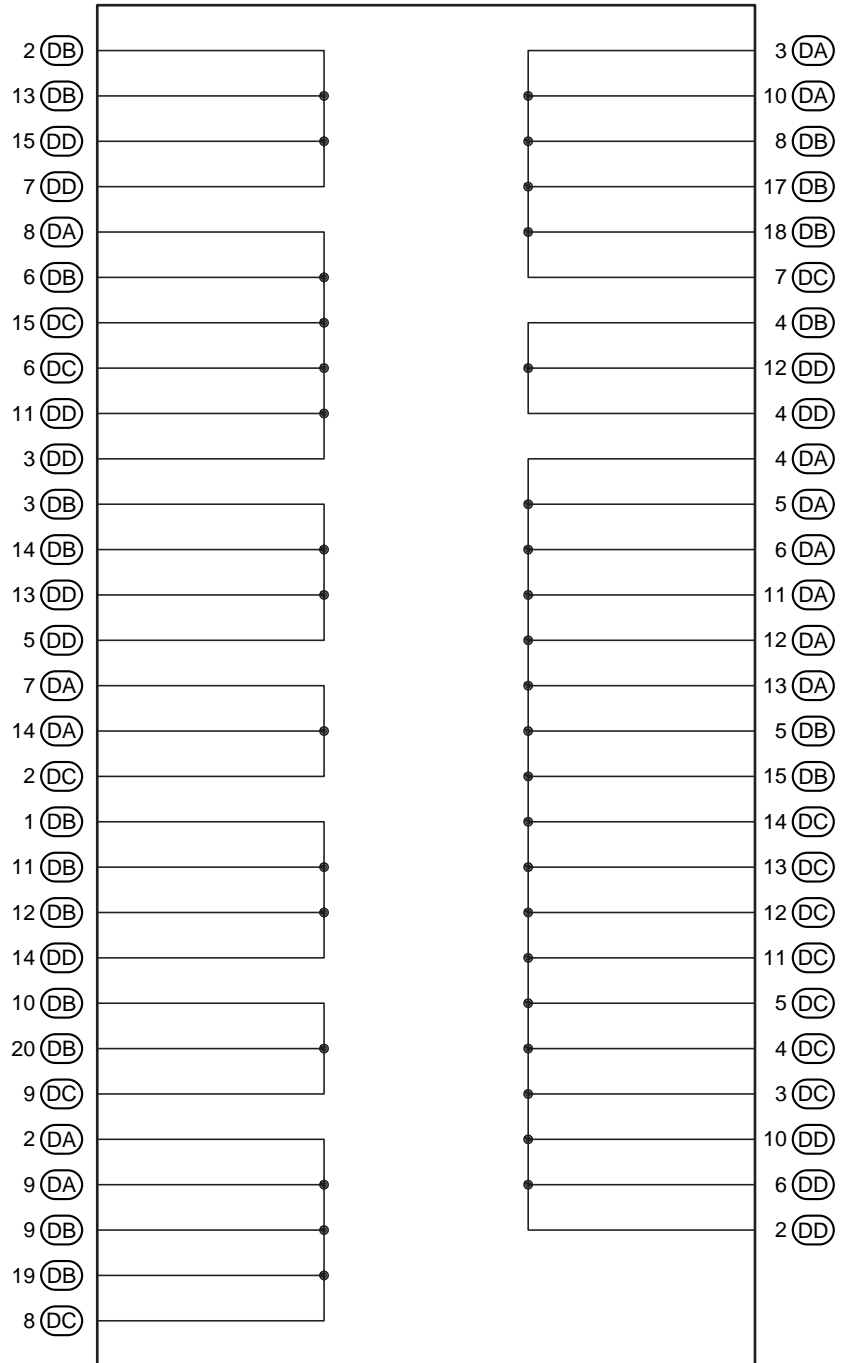 2 DB
13 DB
15 DD
7 DD
8 DA
6 DB
15 DC
6 DC
11 DD
3 DD
3 DB
14 DB
13 DD
5 DD
7 DA
14 DA
2 DC
1 DB
11 DB
12 DB
14 DD
10 DB
20 DB
9 DC
2 DA
9 DA
9 DB
19 DB
8 DC
3 DA
10 DA
8 DB
17 DB
18 DB
7 DC
4 DB
12 DD
4 DD
4 DA
5 DA
6 DA
11 DA
12 DA
13 DA
5 DB
15 DB
14 DC
13 DC
12 DC
11 DC
5 DC
4 DC
3 DC
10 DD
6 DD
2 DD